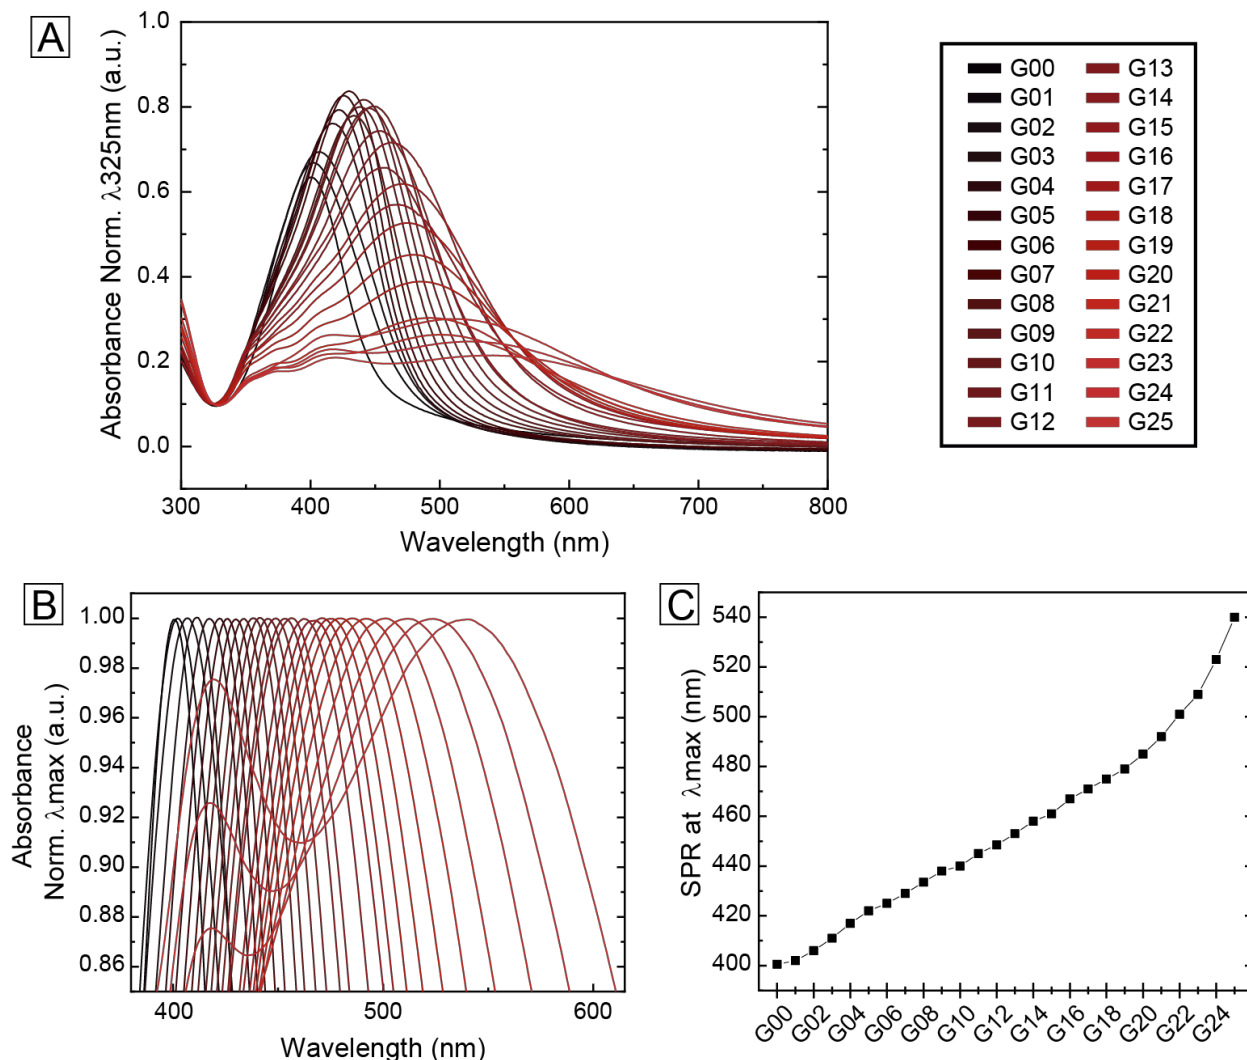 A
1.0
0.8
0.6
0.4
0.2
0.0
Absorbance Norm. λ325nm (a.u.)
300
400
500
600
700
800
Wavelength (nm)
G00
G01
G02
G03
G04
G05
G06
G07
G08
G09
G10
G11
G12
G13
G14
G15
G16
G17
G18
G19
G20
G21
G22
G23
G24
G25
B
1.00
0.98
0.96
0.94
0.92
0.90
0.88
0.86
Absorbance
Norm. λmax (a.u.)
400
500
600
Wavelength (nm)
C
540
520
500
480
460
440
420
400
SPR at λmax (nm)
G00
G02
G04
G06
G08
G10
G12
G14
G16
G18
G20
G22
G24